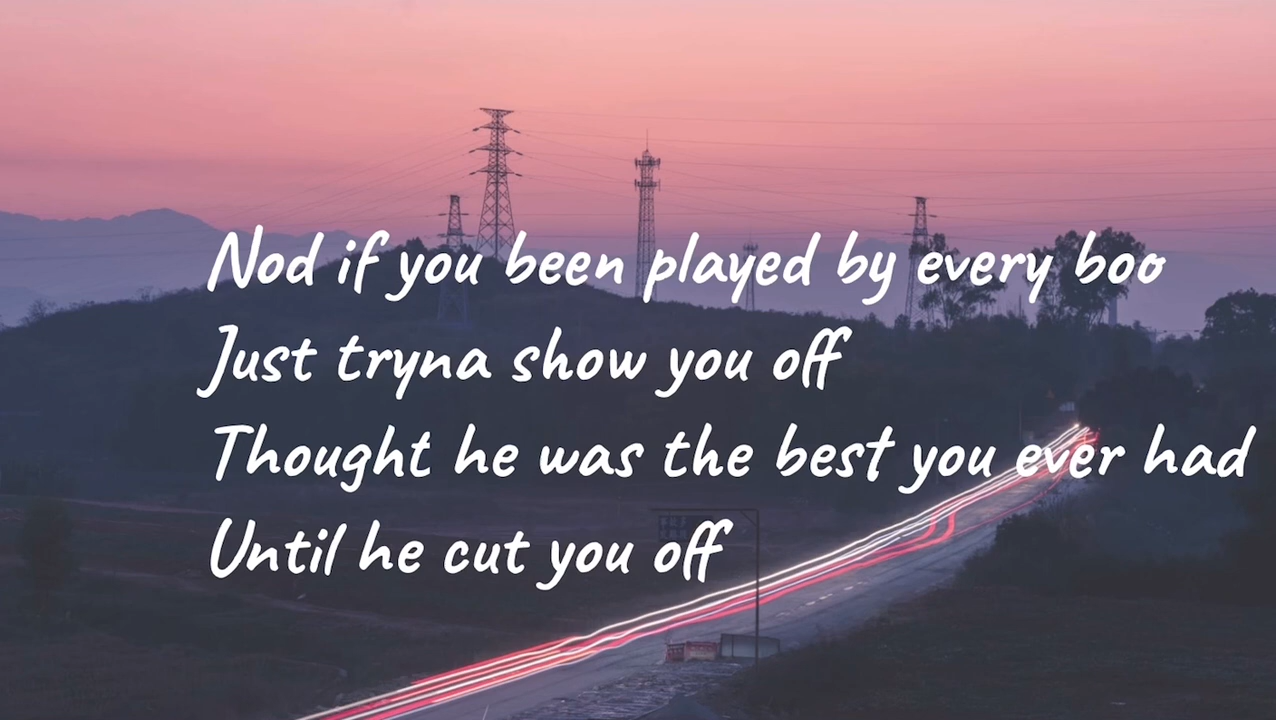 Nod if you been played by every boo
Just tryna show you off
Thought he was the best you ever had
Until he cut you off